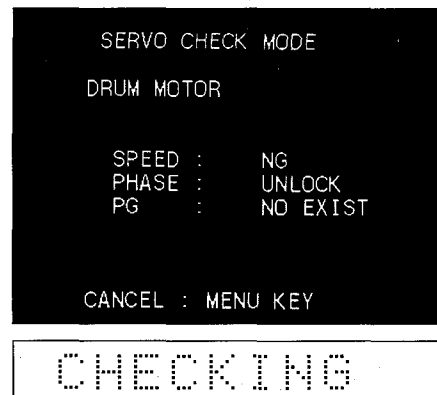 SERVO CHECK MODE
DRUM MOTOR
SPEED : NG
PHASE : UNLOCK
PG : NO EXIST
CANCEL : MENU KEY
CHECKING